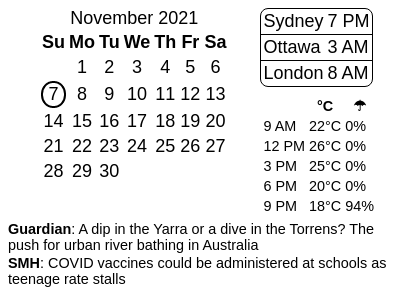 November 2021
Su Mo Tu We Th Fr Sa
1 2 3 4 5 6
7 8 9 10 11 12 13
14 15 16 17 18 19 20
21 22 23 24 25 26 27
28 29 30
Sydney 7 PM
Ottawa 3 AM
London 8 AM
°C ☂
9 AM 22°C 0%
12 PM 26°C 0%
3 PM 25°C 0%
6 PM 20°C 0%
9 PM 18°C 94%
Guardian: A dip in the Yarra or a dive in the Torrens? The
push for urban river bathing in Australia
SMH: COVID vaccines could be administered at schools as
teenage rate stalls